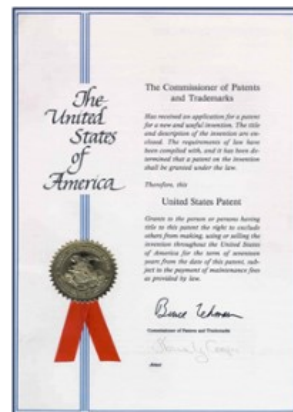 The
United
States
of
America
The Commissioner of Patents
and Trademarks
Has received an application for a patent
for a new and useful invention. The title
and description of the invention are en-
closed. The requirements of law have
been complied with, and it has been de-
termined that a patent on the invention
shall be granted under the law.
Therefore, this
United States Patent
Grants to the person or persons having
title to this patent the right to exclude
others from making, using or selling the
invention throughout the United States
of America for the term of seventeen
years from the date of this patent, sub-
ject to the payment of maintenance fees
as provided by law.
Bruce Lehman
Commissioner of Patents and Trademarks
Attest